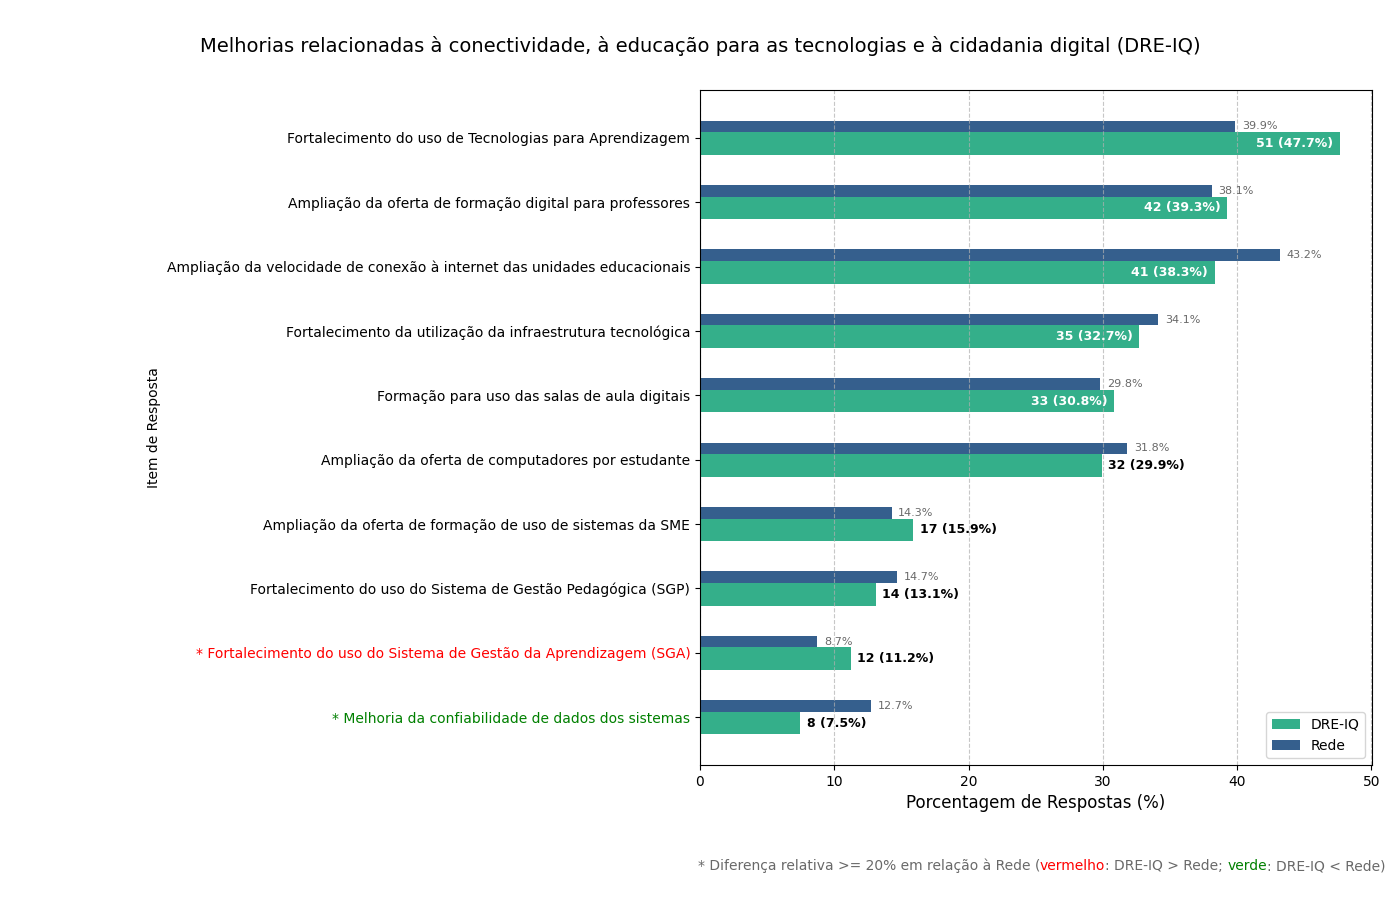 Melhorias relacionadas à conectividade, à educação para as tecnologias e à cidadania digital (DRE-IQ)
Fortalecimento do uso de Tecnologias para Aprendizagem
39.9%
51 (47.7%)
Ampliação da oferta de formação digital para professores
38.1%
42 (39.3%)
Ampliação da velocidade de conexão à internet das unidades educacionais
43.2%
41 (38.3%)
Fortalecimento da utilização da infraestrutura tecnológica
34.1%
35 (32.7%)
Formação para uso das salas de aula digitais
29.8%
33 (30.8%)
Ampliação da oferta de computadores por estudante
31.8%
32 (29.9%)
Ampliação da oferta de formação de uso de sistemas da SME
14.3%
17 (15.9%)
Fortalecimento do uso do Sistema de Gestão Pedagógica (SGP)
14.7%
14 (13.1%)
* Fortalecimento do uso do Sistema de Gestão da Aprendizagem (SGA)
8.7%
12 (11.2%)
* Melhoria da confiabilidade de dados dos sistemas
12.7%
8 (7.5%)
Item de Resposta
DRE-IQ
Rede
0 10 20 30 40 50
Porcentagem de Respostas (%)
* Diferença relativa >= 20% em relação à Rede (vermelho: DRE-IQ > Rede; verde: DRE-IQ < Rede)